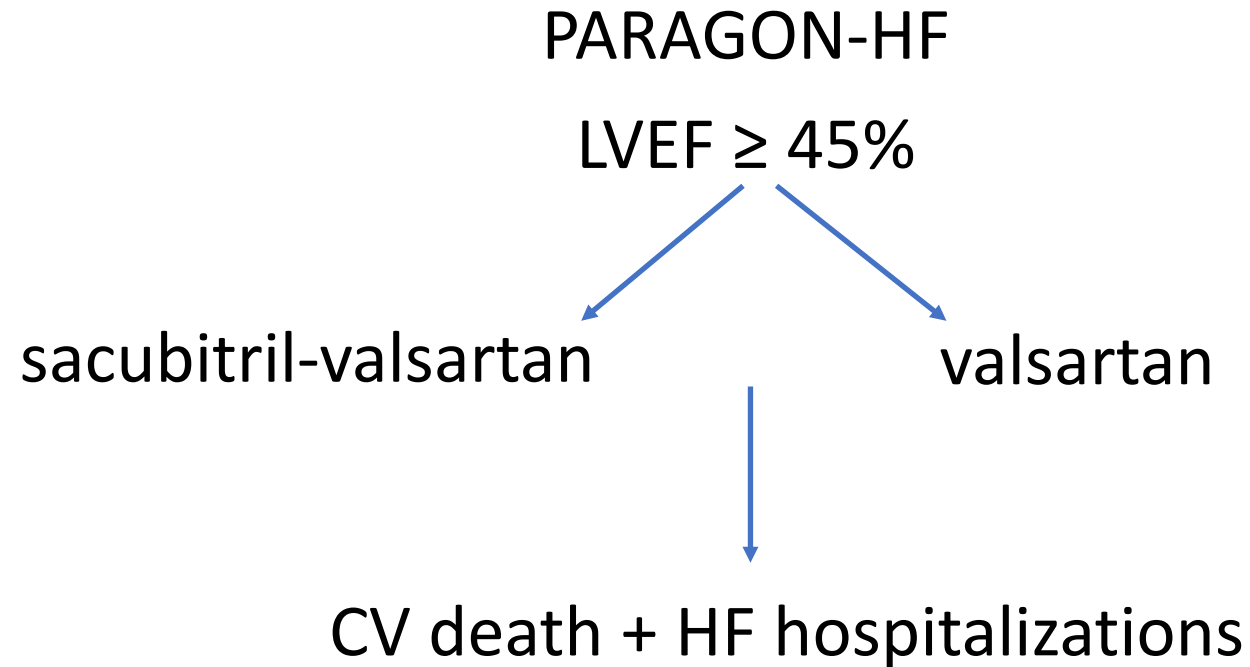 PARAGON-HF
LVEF ≥ 45%
sacubitril-valsartan
valsartan
CV death + HF hospitalizations